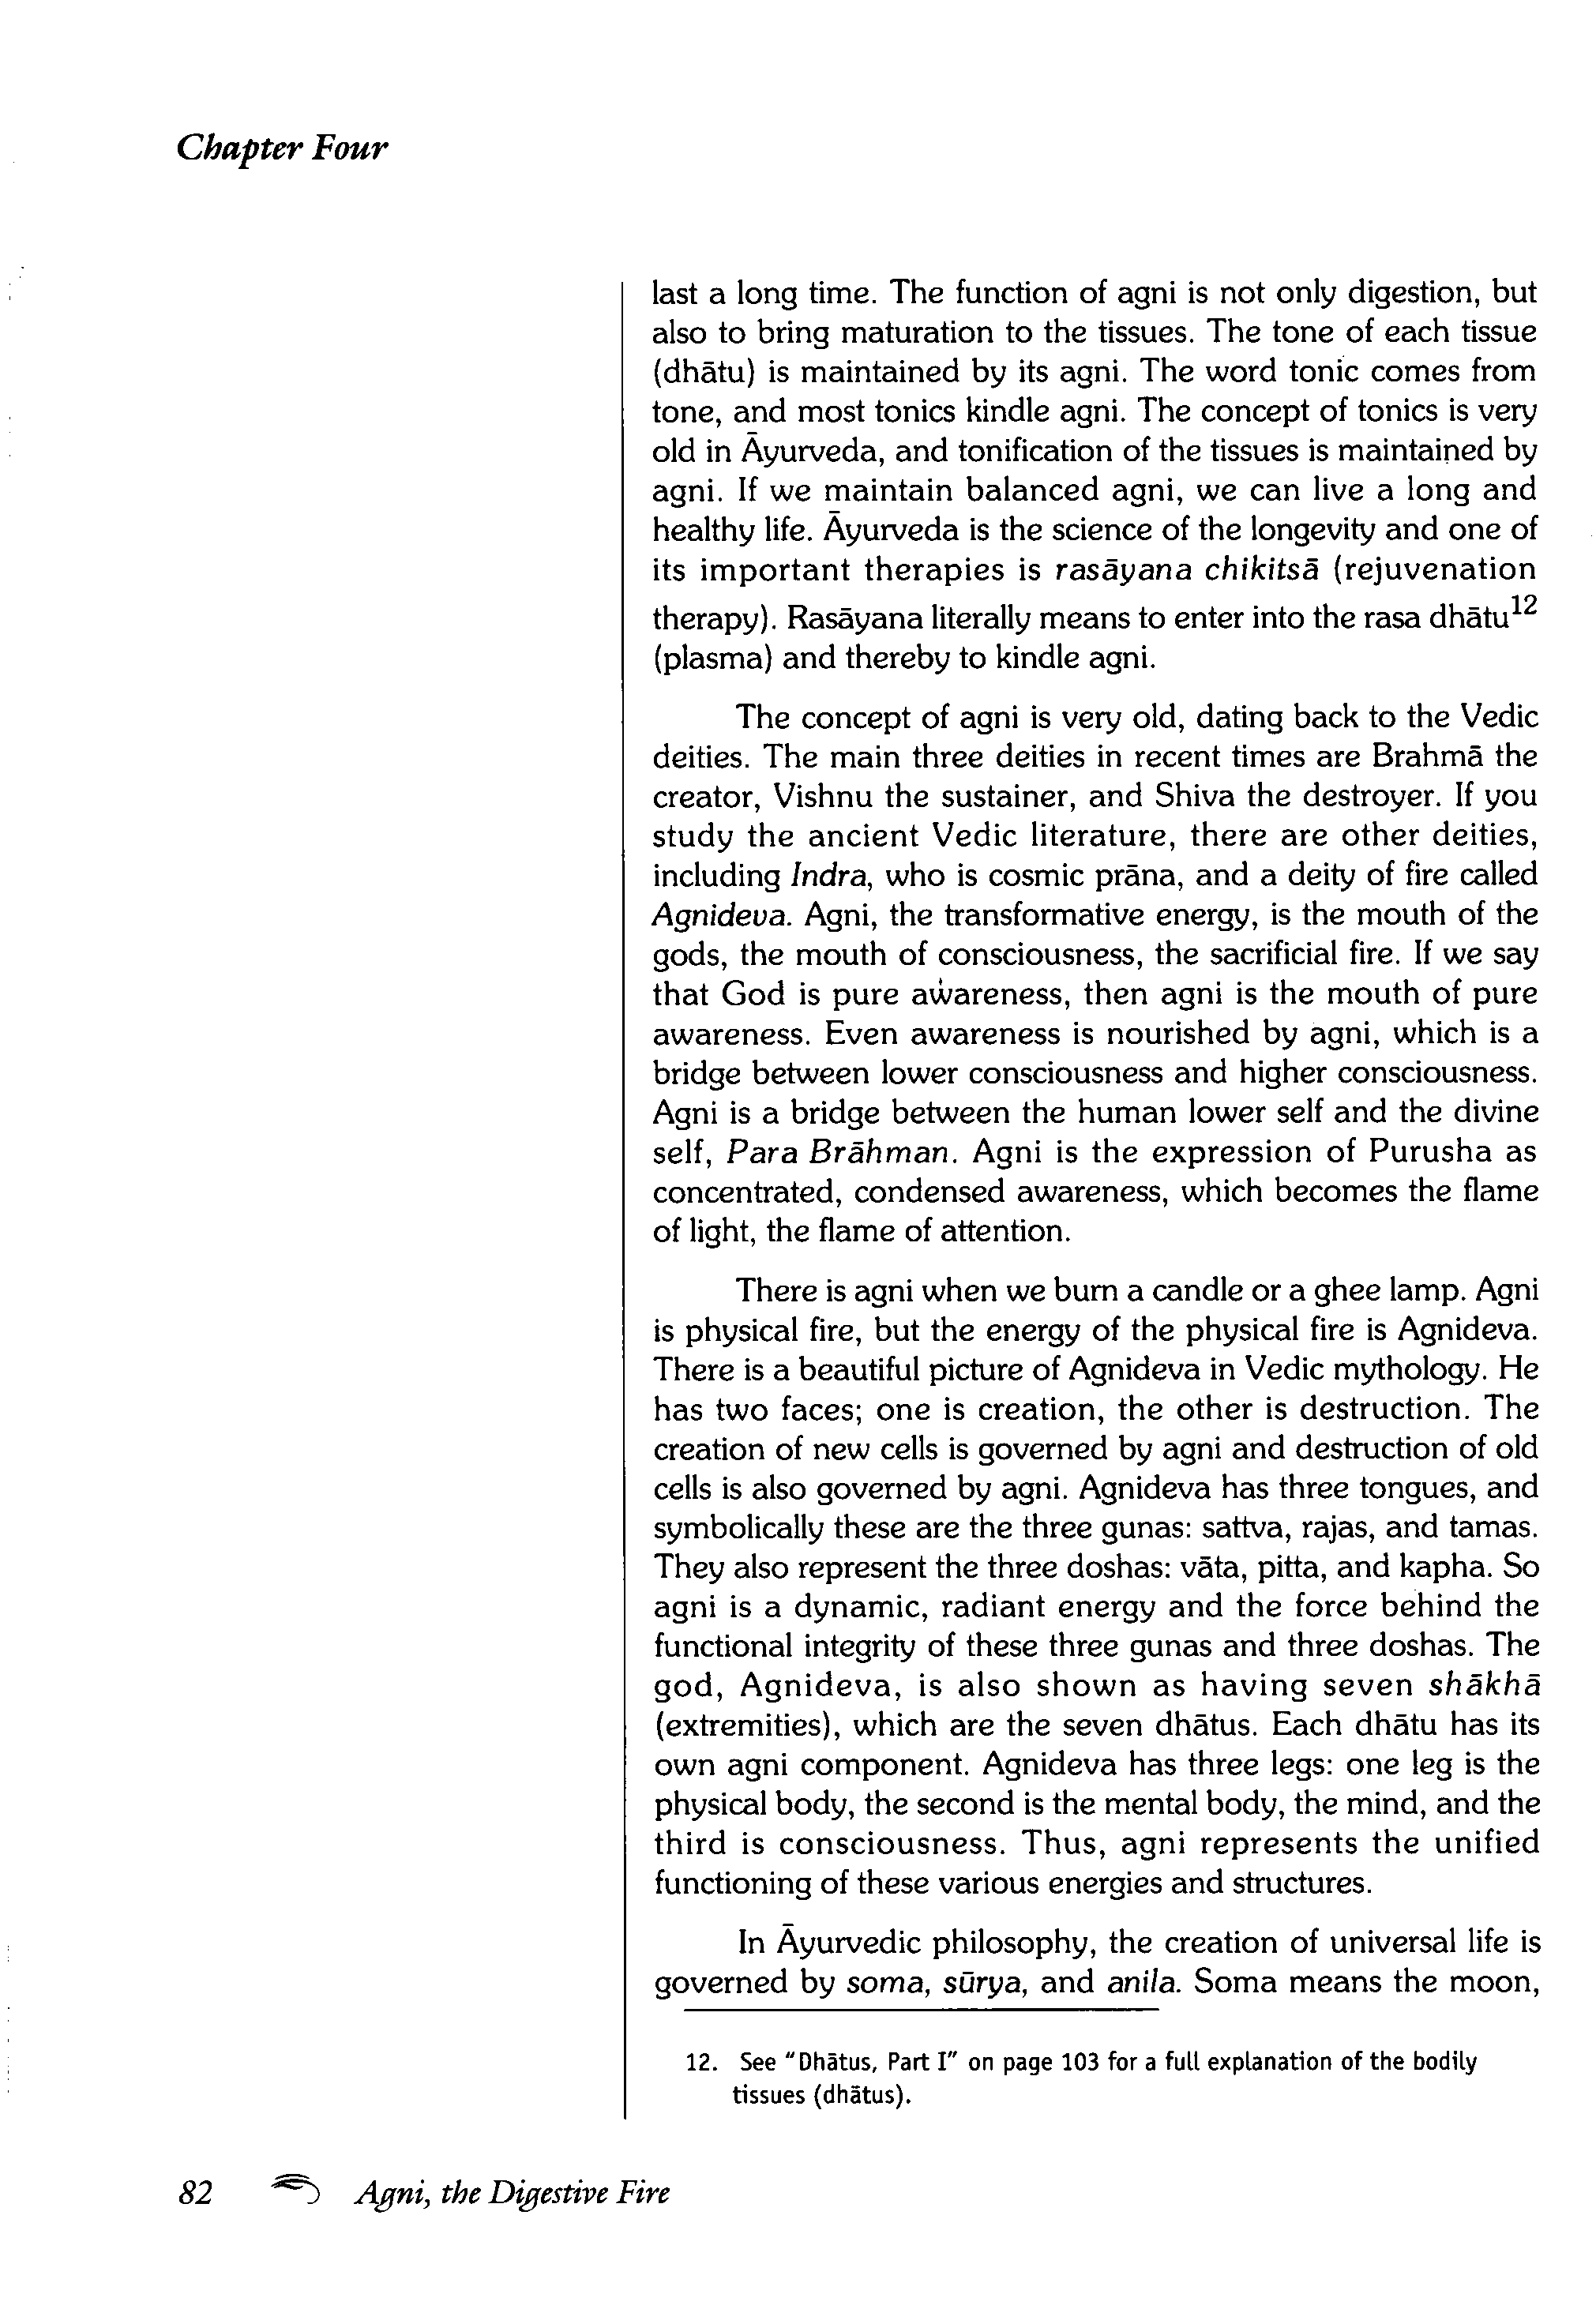 Chapter Four
last a long time. The function of agni is not only digestion, but
also to bring maturation to the tissues. The tone of each tissue
(dhātu) is maintained by its agni. The word tonic comes from
tone, and most tonics kindle agni. The concept of tonics is very
old in Āyurveda, and tonification of the tissues is maintained by
agni. If we maintain balanced agni, we can live a long and
healthy life. Āyurveda is the science of the longevity and one of
its important therapies is rasāyana chikitsā (rejuvenation
therapy). Rasāyana literally means to enter into the rasa dhātu12
(plasma) and thereby to kindle agni.
The concept of agni is very old, dating back to the Vedic
deities. The main three deities in recent times are Brahmā the
creator, Vishnu the sustainer, and Shiva the destroyer. If you
study the ancient Vedic literature, there are other deities,
including Indra, who is cosmic prāna, and a deity of fire called
Agnideva. Agni, the transformative energy, is the mouth of the
gods, the mouth of consciousness, the sacrificial fire. If we say
that God is pure awareness, then agni is the mouth of pure
awareness. Even awareness is nourished by agni, which is a
bridge between lower consciousness and higher consciousness.
Agni is a bridge between the human lower self and the divine
self, Para Brāhman. Agni is the expression of Purusha as
concentrated, condensed awareness, which becomes the flame
of light, the flame of attention.
There is agni when we burn a candle or a ghee lamp. Agni
is physical fire, but the energy of the physical fire is Agnideva.
There is a beautiful picture of Agnideva in Vedic mythology. He
has two faces; one is creation, the other is destruction. The
creation of new cells is governed by agni and destruction of old
cells is also governed by agni. Agnideva has three tongues, and
symbolically these are the three gunas: sattva, rajas, and tamas.
They also represent the three doshas: vāta, pitta, and kapha. So
agni is a dynamic, radiant energy and the force behind the
functional integrity of these three gunas and three doshas. The
god, Agnideva, is also shown as having seven shākhā
(extremities), which are the seven dhātus. Each dhātu has its
own agni component. Agnideva has three legs: one leg is the
physical body, the second is the mental body, the mind, and the
third is consciousness. Thus, agni represents the unified
functioning of these various energies and structures.
In Āyurvedic philosophy, the creation of universal life is
governed by soma, sūrya, and anila. Soma means the moon,
12. See "Dhātus, Part I" on page 103 for a full explanation of the bodily
tissues (dhātus).
82 Agni, the Digestive Fire